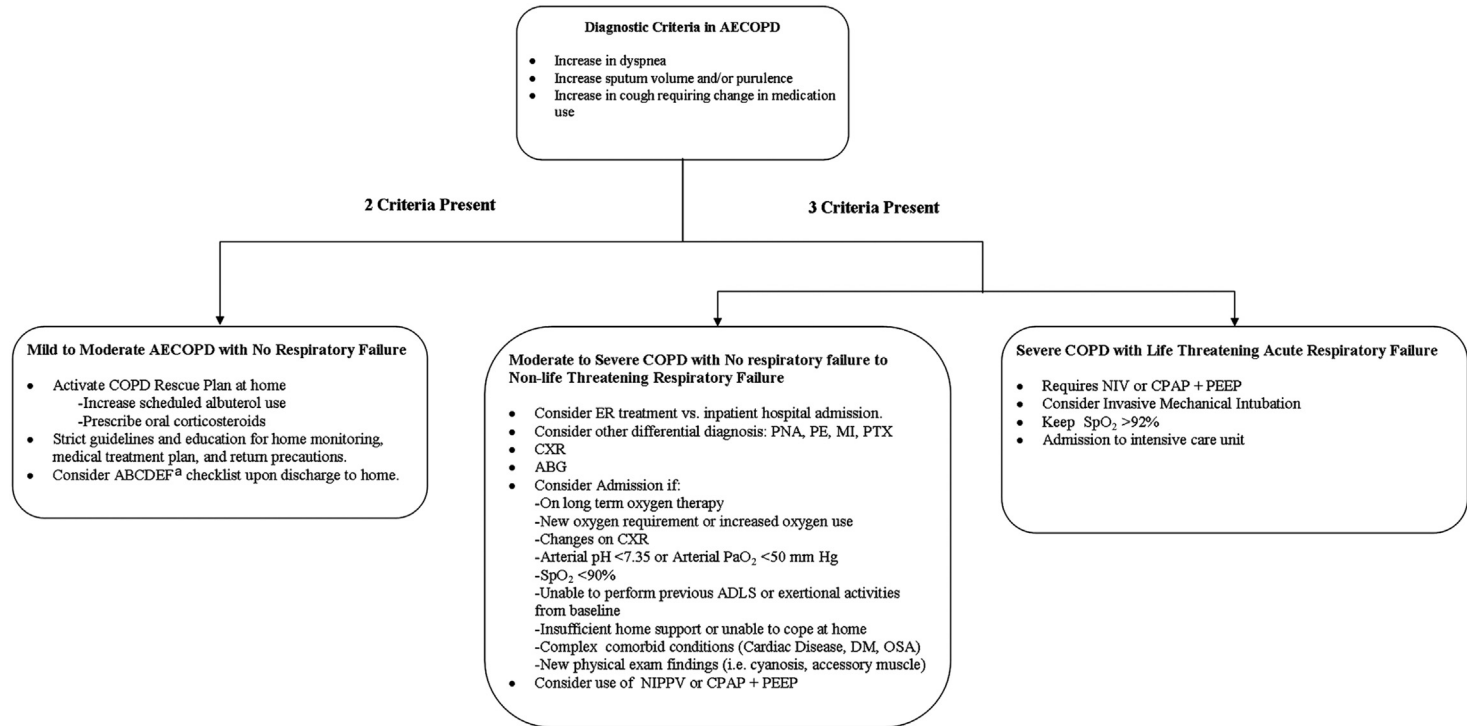 Diagnostic Criteria in AECOPD
• Increase in dyspnea
• Increase sputum volume and/or purulence
• Increase in cough requiring change in medication
use
2 Criteria Present
3 Criteria Present
Mild to Moderate AECOPD with No Respiratory Failure
• Activate COPD Rescue Plan at home
-Increase scheduled albuterol use
-Prescribe oral corticosteroids
• Strict guidelines and education for home monitoring,
medical treatment plan, and return precautions.
• Consider ABCDEFᵃ checklist upon discharge to home.
Moderate to Severe COPD with No respiratory failure to
Non-life Threatening Respiratory Failure
• Consider ER treatment vs. inpatient hospital admission.
• Consider other differential diagnosis: PNA, PE, MI, PTX
• CXR
• ABG
• Consider Admission if:
-On long term oxygen therapy
-New oxygen requirement or increased oxygen use
-Changes on CXR
-Arterial pH <7.35 or Arterial PaO₂ <50 mm Hg
-SpO₂ <90%
-Unable to perform previous ADLS or exertional activities
from baseline
-Insufficient home support or unable to cope at home
-Complex comorbid conditions (Cardiac Disease, DM, OSA)
-New physical exam findings (i.e. cyanosis, accessory muscle)
• Consider use of NIPPV or CPAP + PEEP
Severe COPD with Life Threatening Acute Respiratory Failure
• Requires NIV or CPAP + PEEP
• Consider Invasive Mechanical Intubation
• Keep SpO₂ >92%
• Admission to intensive care unit